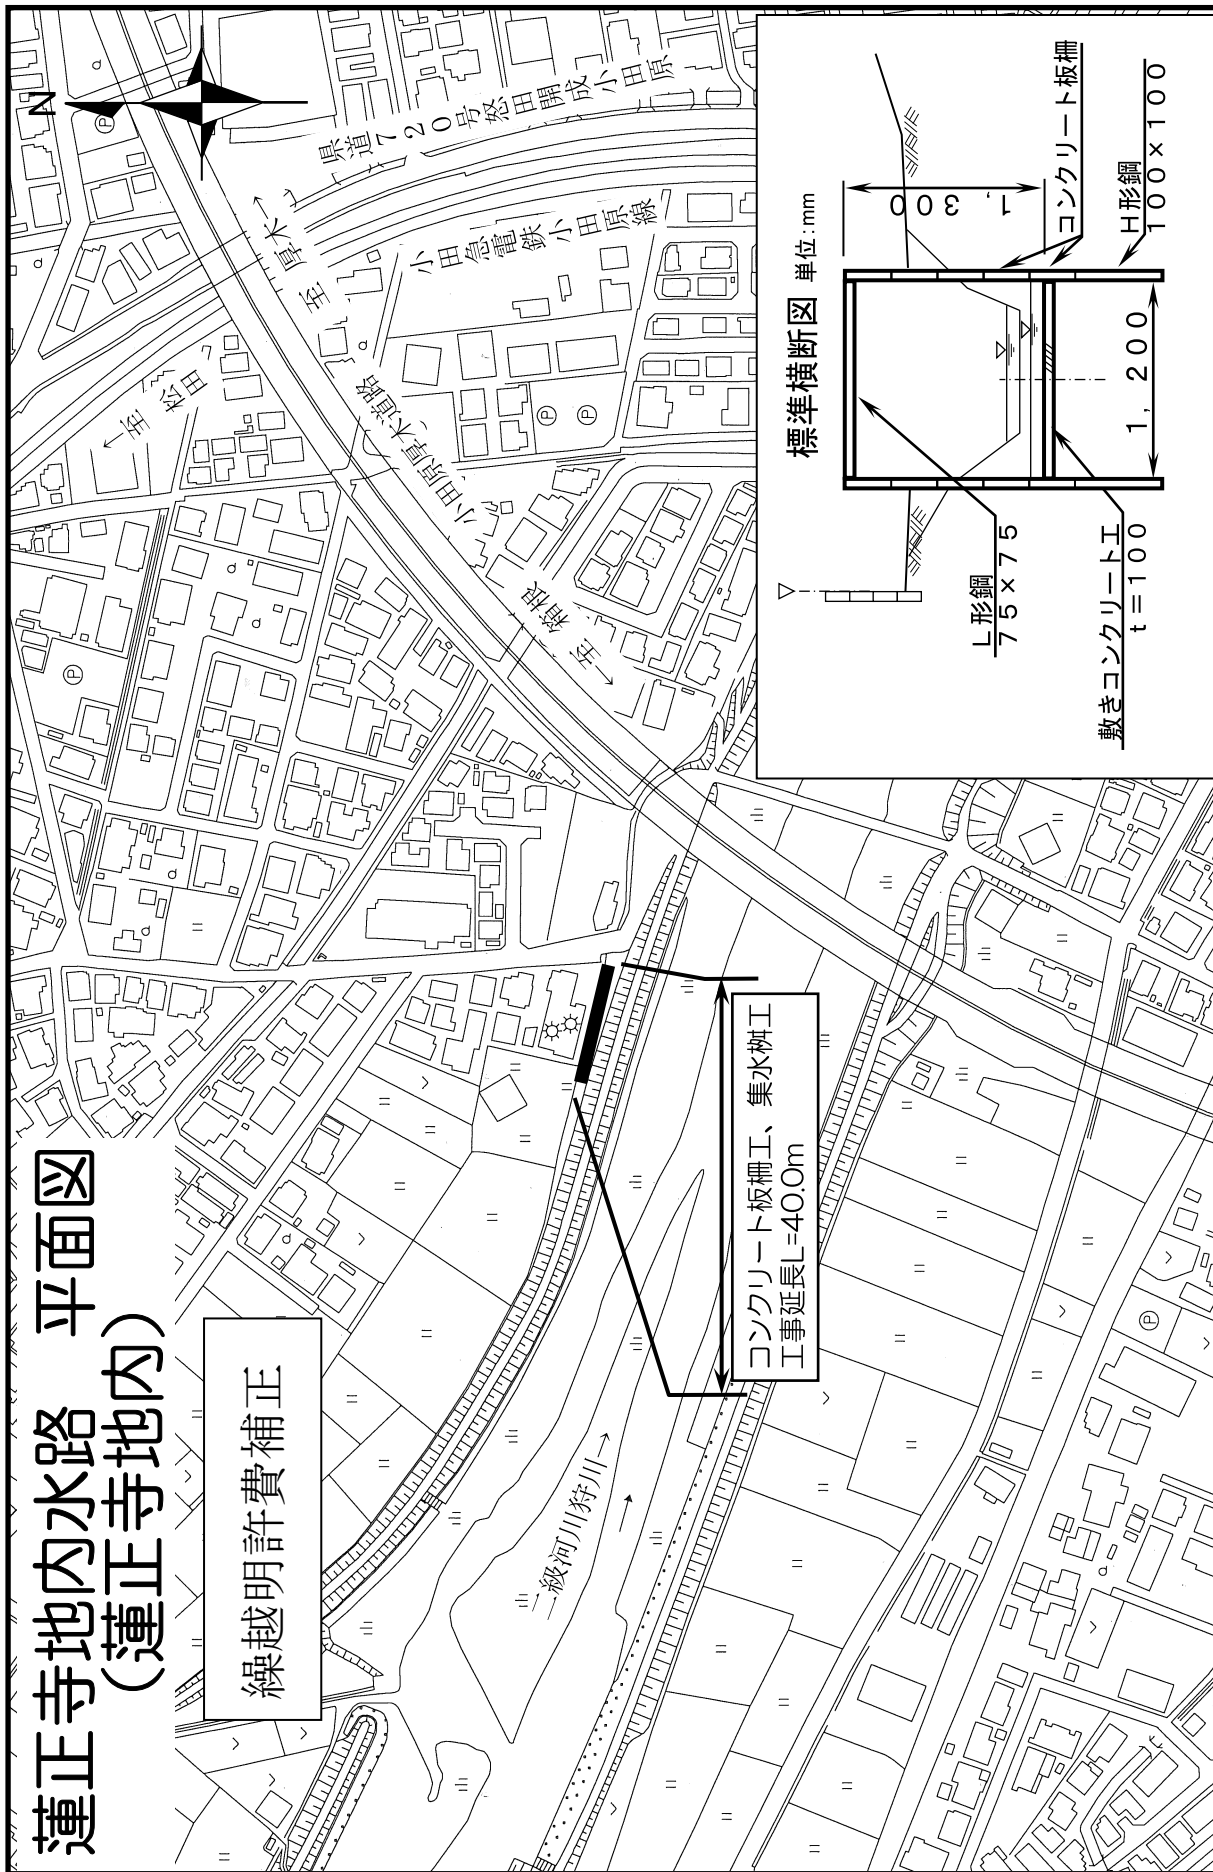 蓮正寺地内水路　平面図
（蓮正寺地内）
繰越明許費補正
N
県道720号怒田開成小田原
小田急電鉄小田原線
至 厚木
至 松田
小田原厚木道路
至 箱根
一級河川狩川
コンクリート板柵工、集水桝工
工事延長L=40.0m
標準横断図 単位:mm
L形鋼
75×75
敷きコンクリート工
t=100
1,200
1,300
コンクリート板柵
H形鋼
100×100
P
P
P
P
P